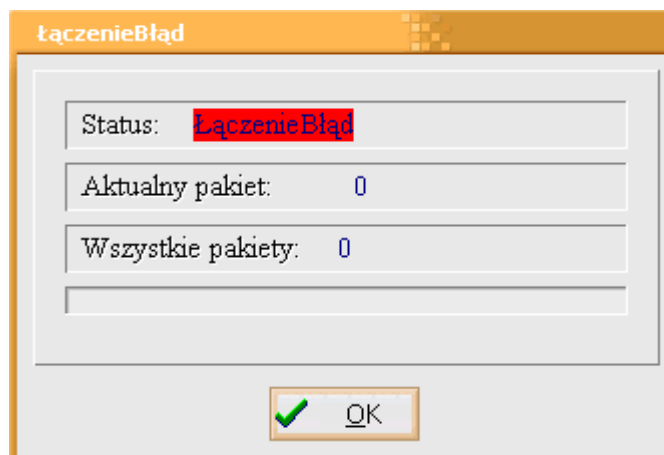 ŁączenieBłąd
Status: ŁączenieBłąd
Aktualny pakiet: 0
Wszystkie pakiety: 0
OK